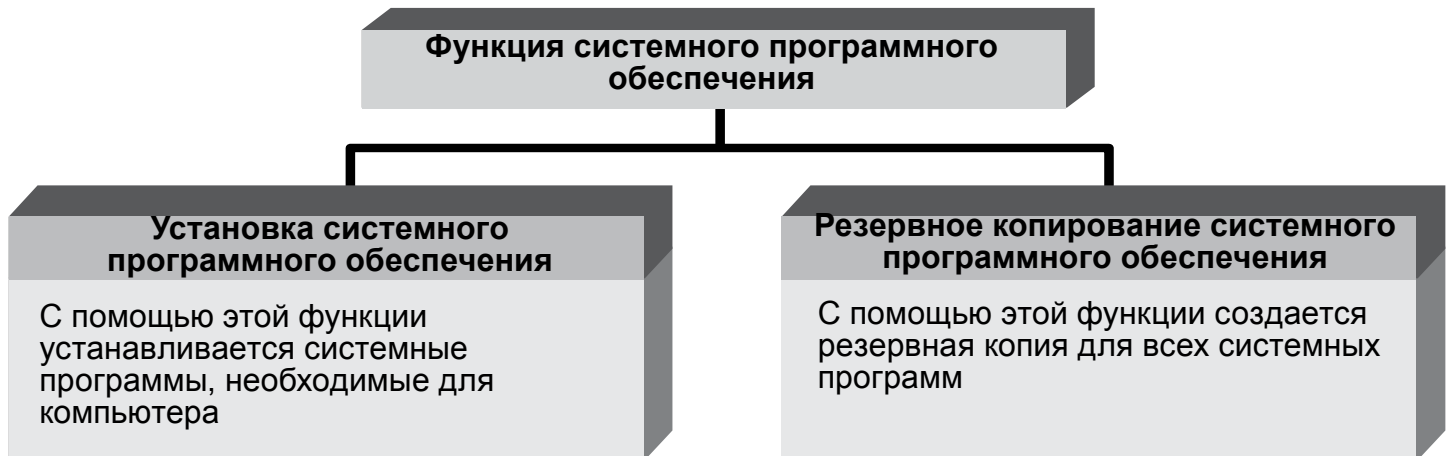 Функция системного программного
обеспечения
Установка системного
программного обеспечения
С помощью этой функции
устанавливается системные
программы, необходимые для
компьютера
Резервное копирование системного
программного обеспечения
С помощью этой функции создается
резервная копия для всех системных
программ